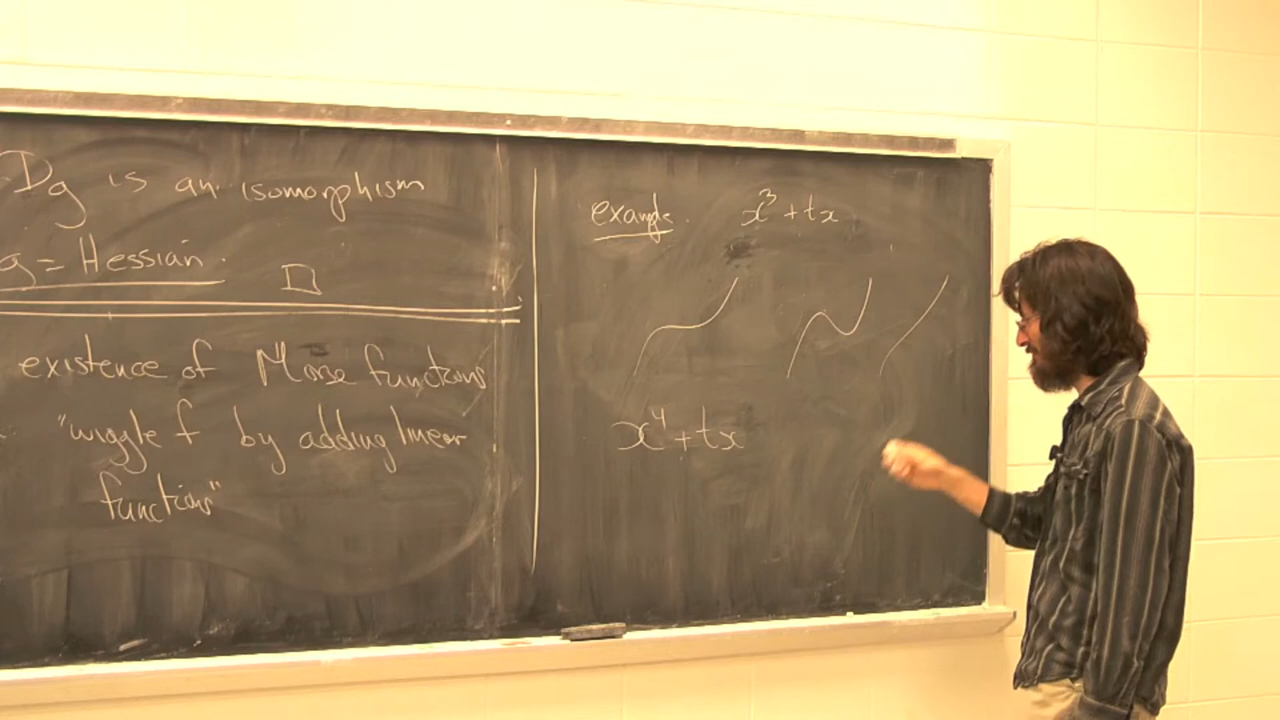 Dg is an isomorphism
g = Hessian.
existence of Morse functions
"wiggle f by adding linear
functions"
example. x³ + tx
x⁴ + tx